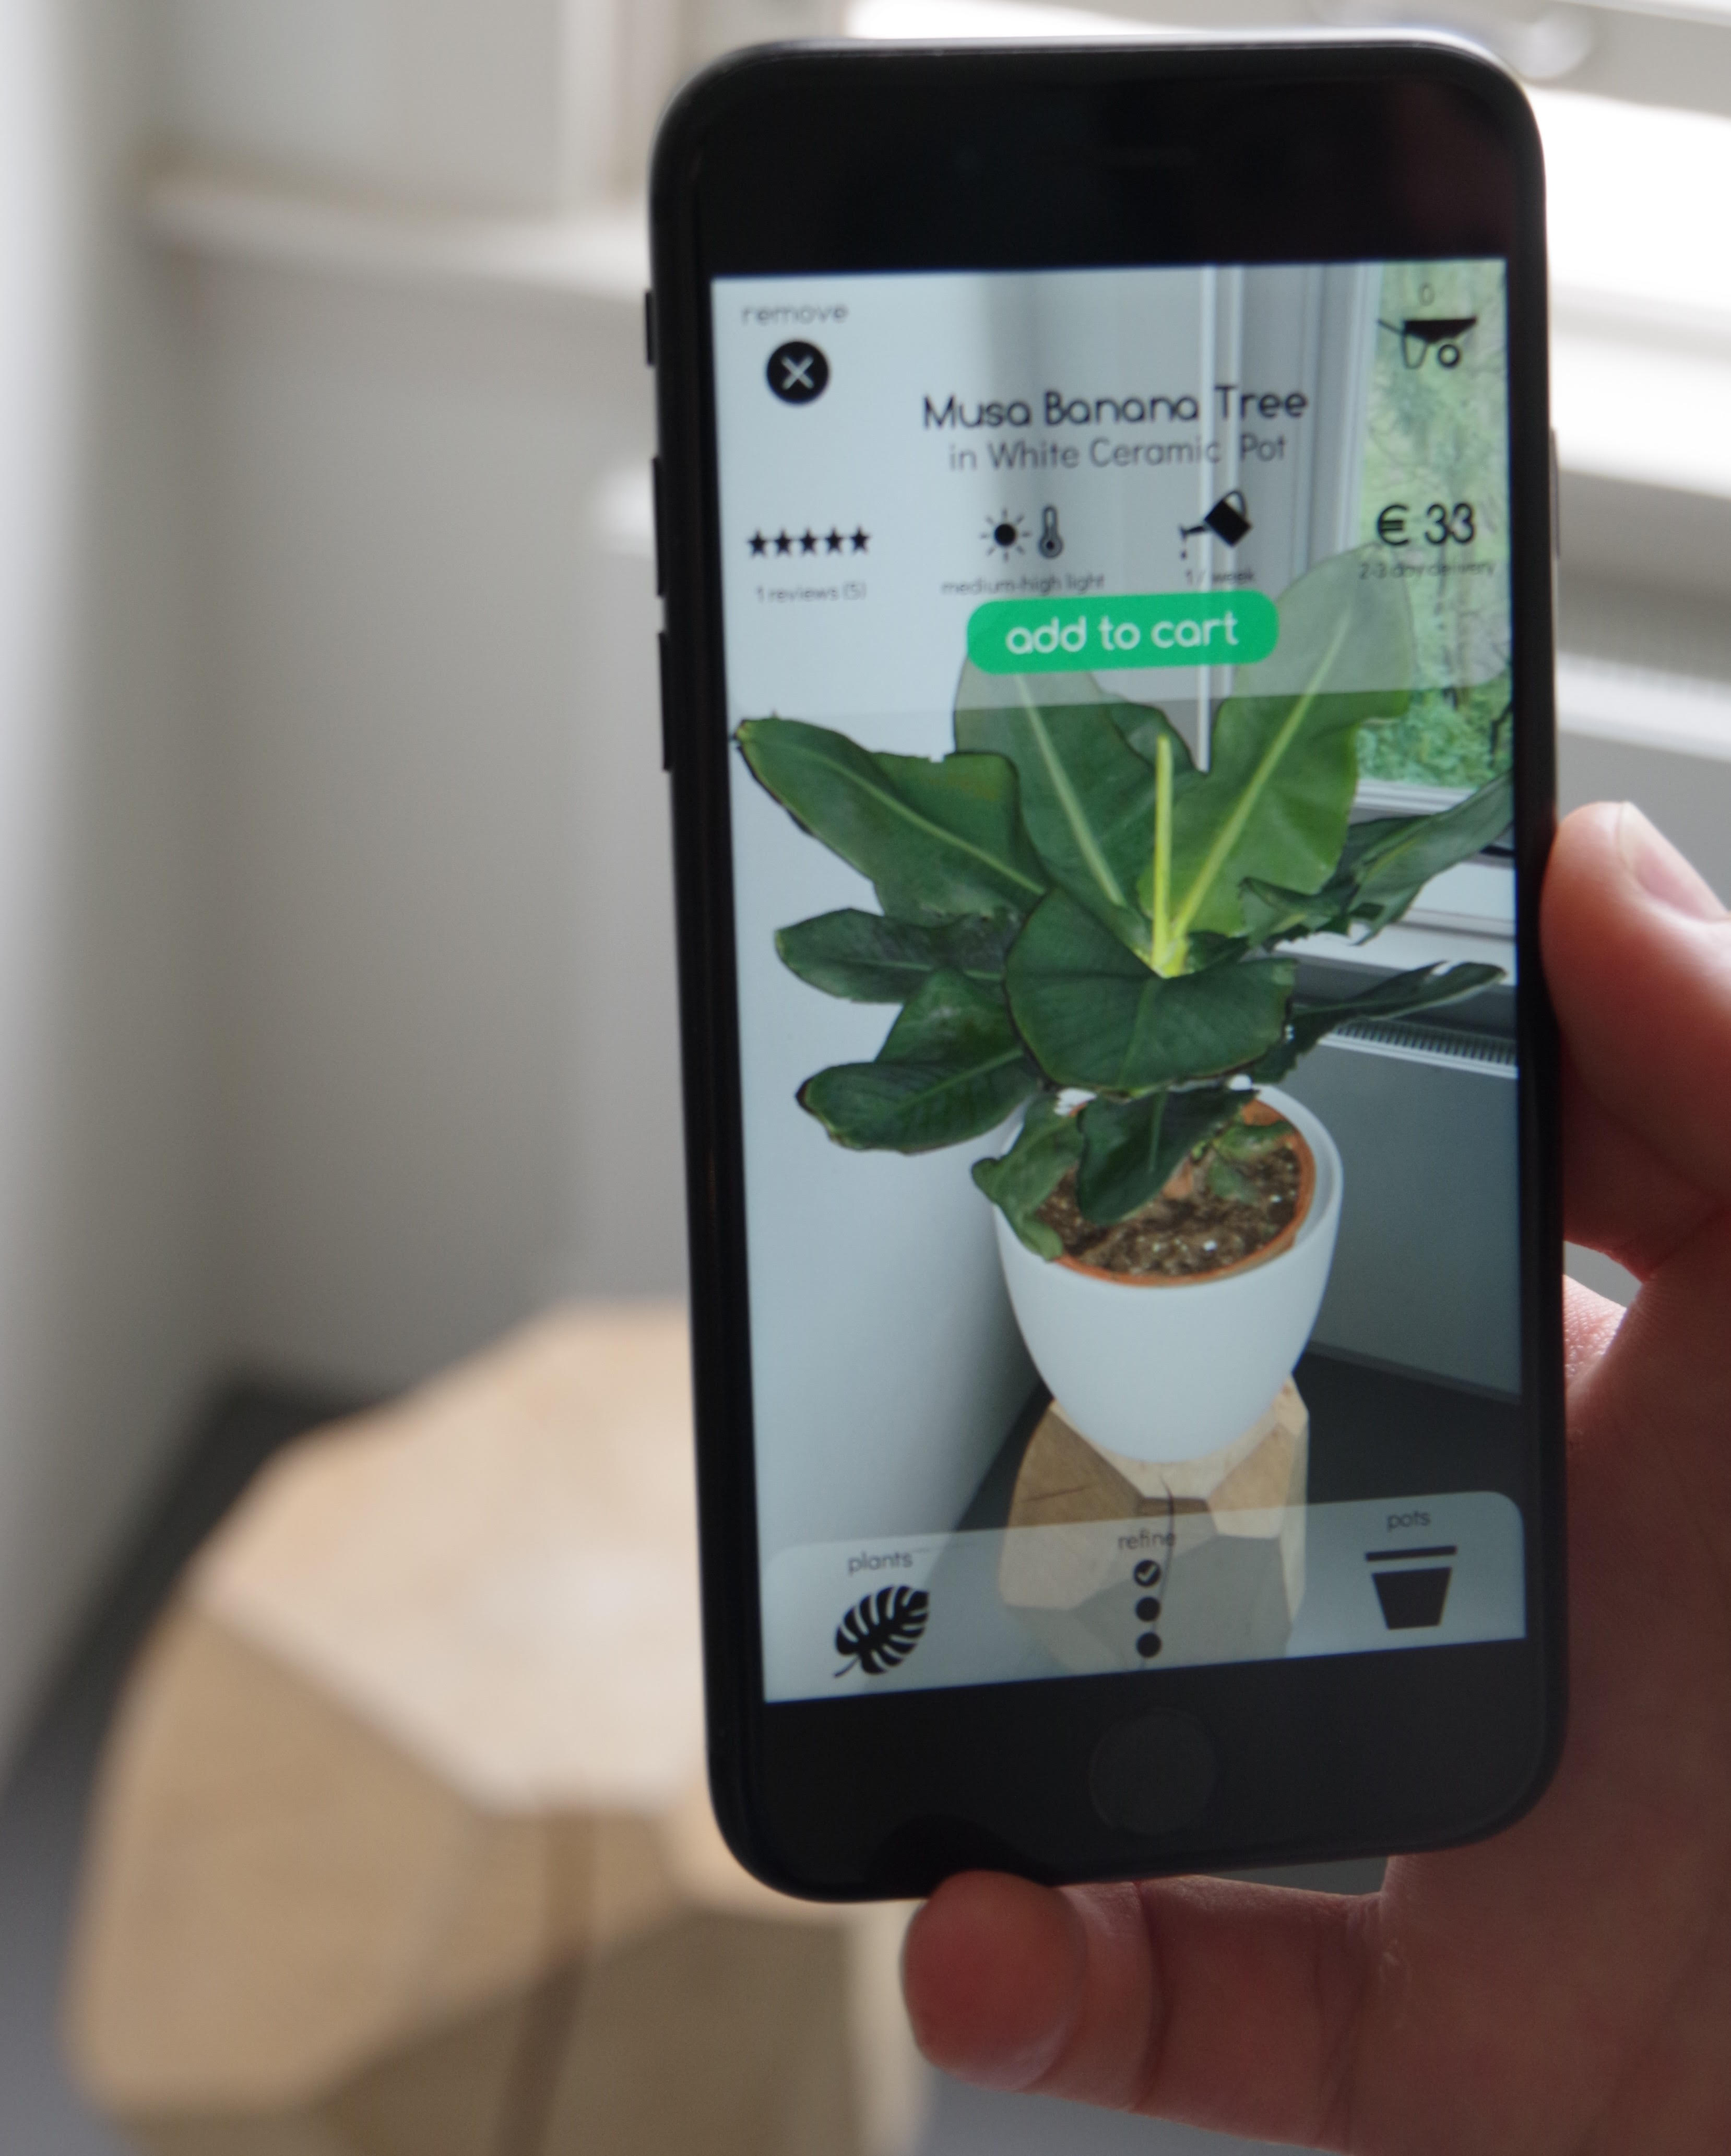 remove
0
Musa Banana Tree
in White Ceramic Pot
€ 33
1 reviews (5)
medium-high light
1 / week
2-3 day delivery
add to cart
plants
refine
pots